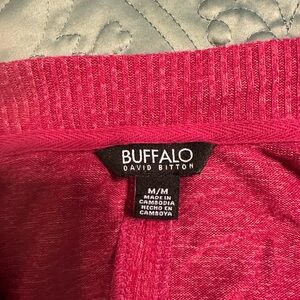 BUFFALO
DAVID BITTON
M/M
MADE IN
CAMBODIA
HECHO EN
CAMBOYA